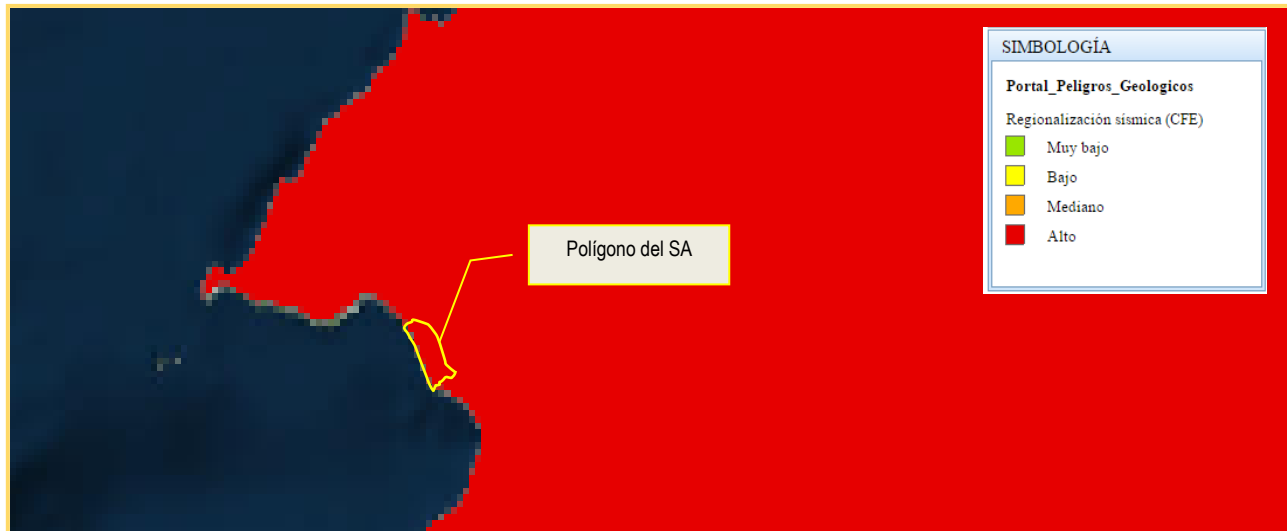 SIMBOLOGÍA
Portal_Peligros_Geologicos
Regionalización sísmica (CFE)
Muy bajo
Bajo
Mediano
Alto
Polígono del SA